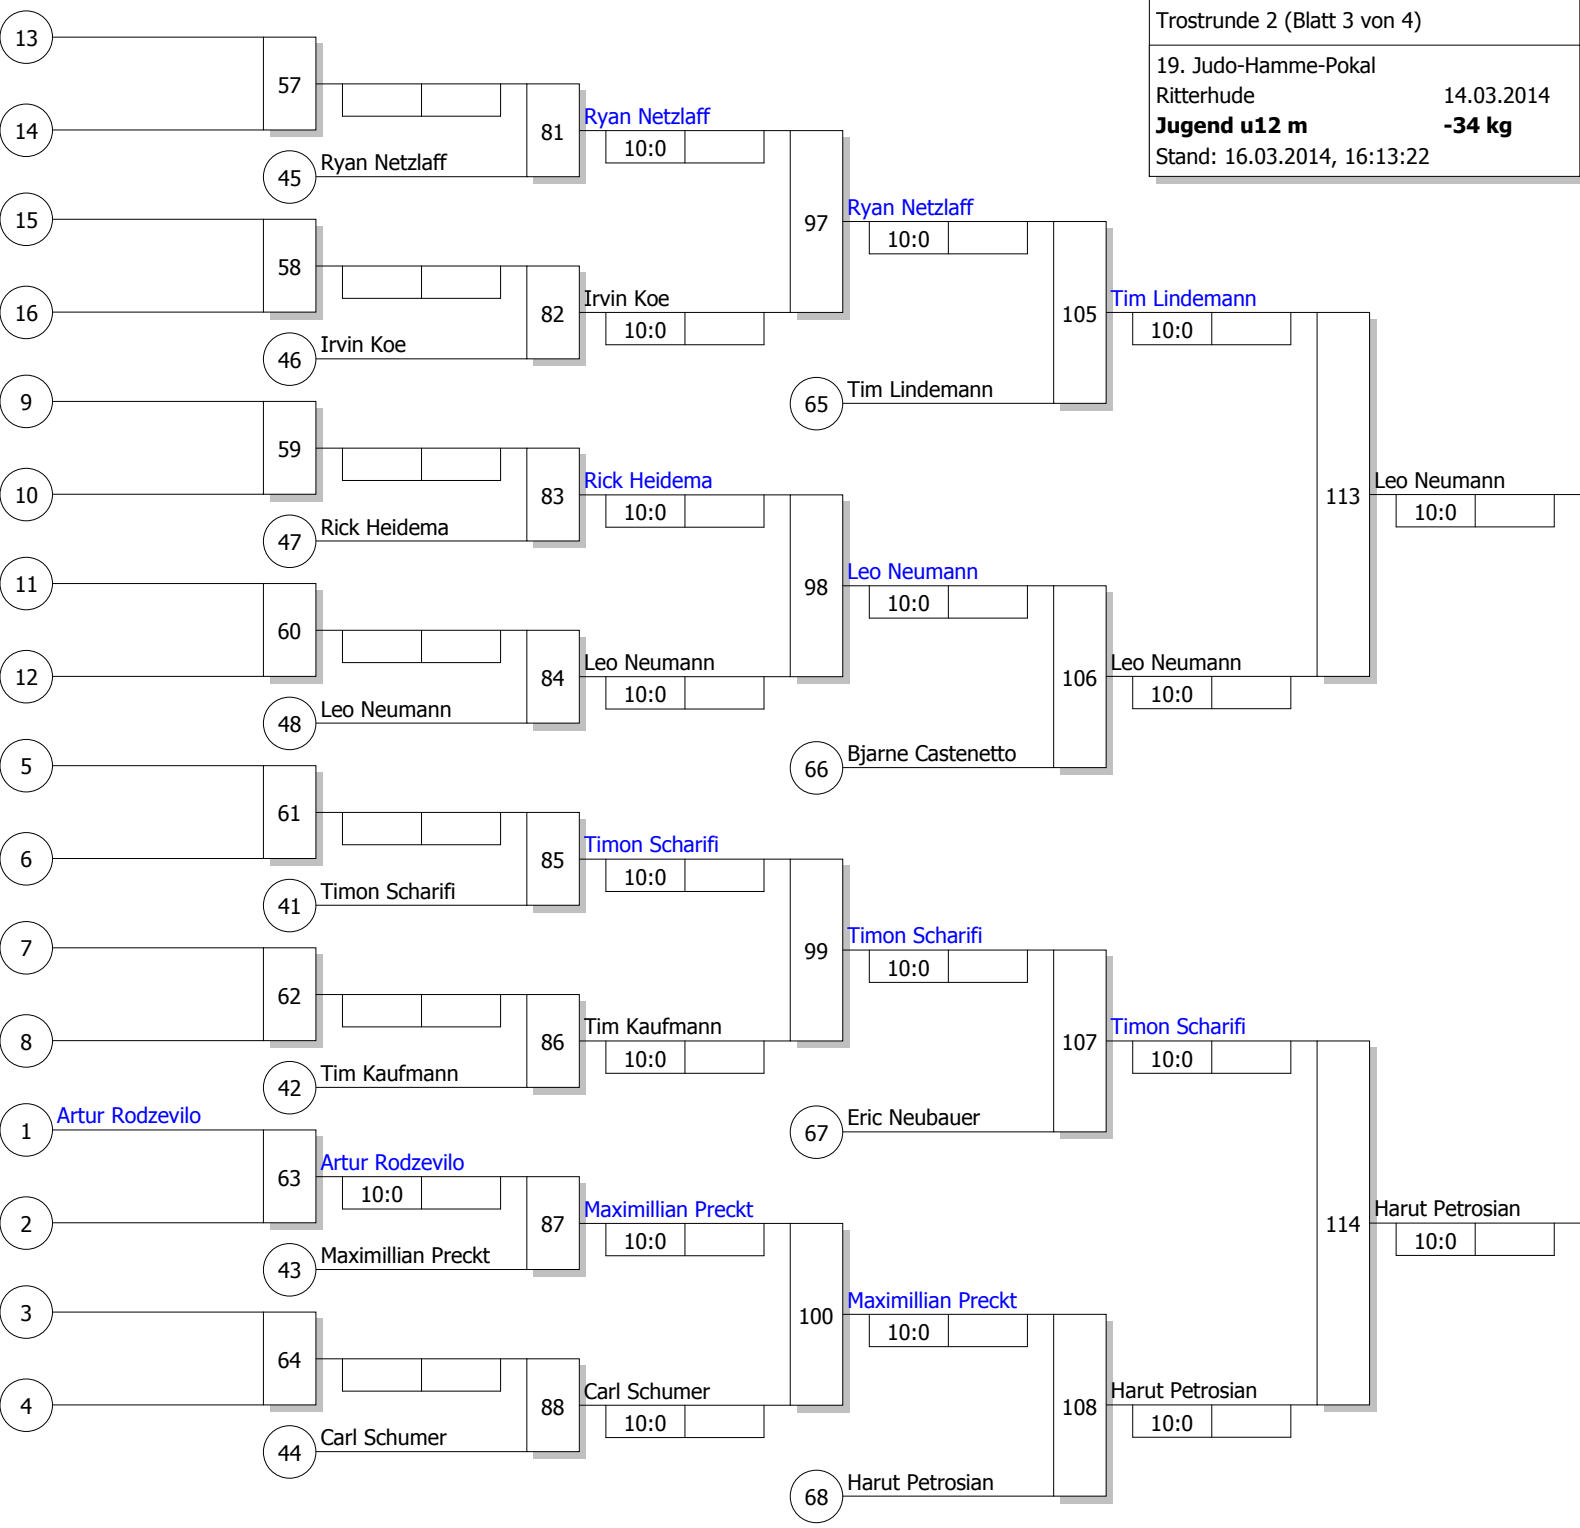 Trostrunde 2 (Blatt 3 von 4)
19. Judo-Hamme-Pokal
Ritterhude 14.03.2014
Jugend u12 m -34 kg
Stand: 16.03.2014, 16:13:22
13
57
14
81
Ryan Netzlaff
10:0
45
Ryan Netzlaff
15
97
Ryan Netzlaff
10:0
58
16
82
Irvin Koe
10:0
46
Irvin Koe
105
Tim Lindemann
10:0
9
65
Tim Lindemann
59
10
83
Rick Heidema
10:0
47
Rick Heidema
113
Leo Neumann
10:0
11
98
Leo Neumann
10:0
60
12
84
Leo Neumann
10:0
48
Leo Neumann
106
Leo Neumann
10:0
5
66
Bjarne Castenetto
61
6
85
Timon Scharifi
10:0
41
Timon Scharifi
7
99
Timon Scharifi
10:0
62
8
86
Tim Kaufmann
10:0
42
Tim Kaufmann
107
Timon Scharifi
10:0
1
Artur Rodzevilo
67
Eric Neubauer
63
Artur Rodzevilo
10:0
2
87
Maximillian Preckt
10:0
43
Maximillian Preckt
114
Harut Petrosian
10:0
3
100
Maximillian Preckt
10:0
64
4
88
Carl Schumer
10:0
44
Carl Schumer
108
Harut Petrosian
10:0
68
Harut Petrosian